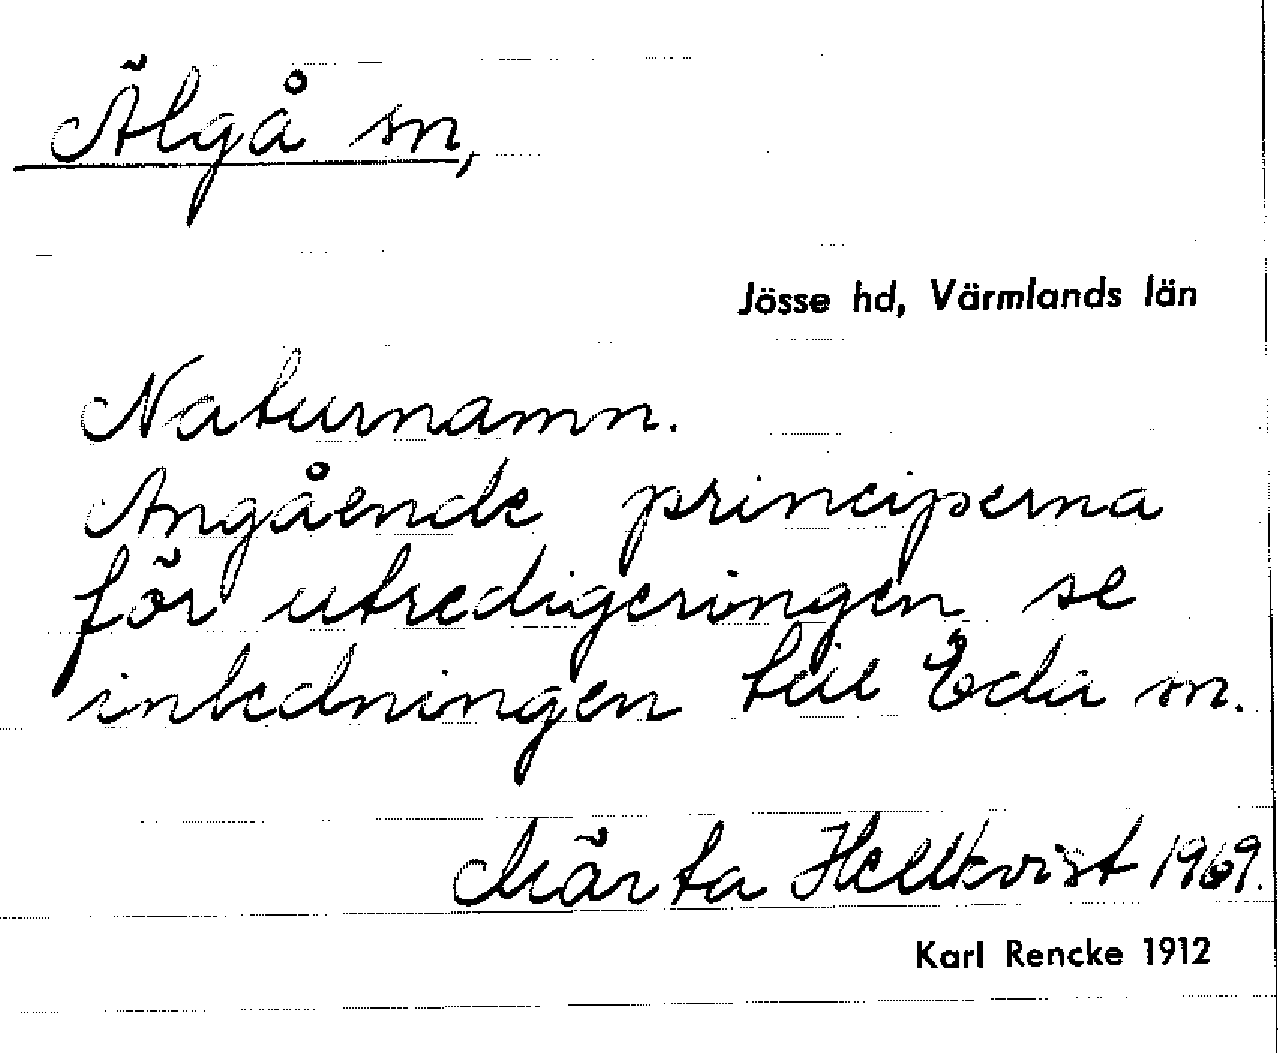 Älgå sn,
Jösse hd, Värmlands län
Naturnamn.
Angående principerna
för utredigeringen se
inledningen till Eda sn.
Märta Hellkvist 1969.
Karl Rencke 1912